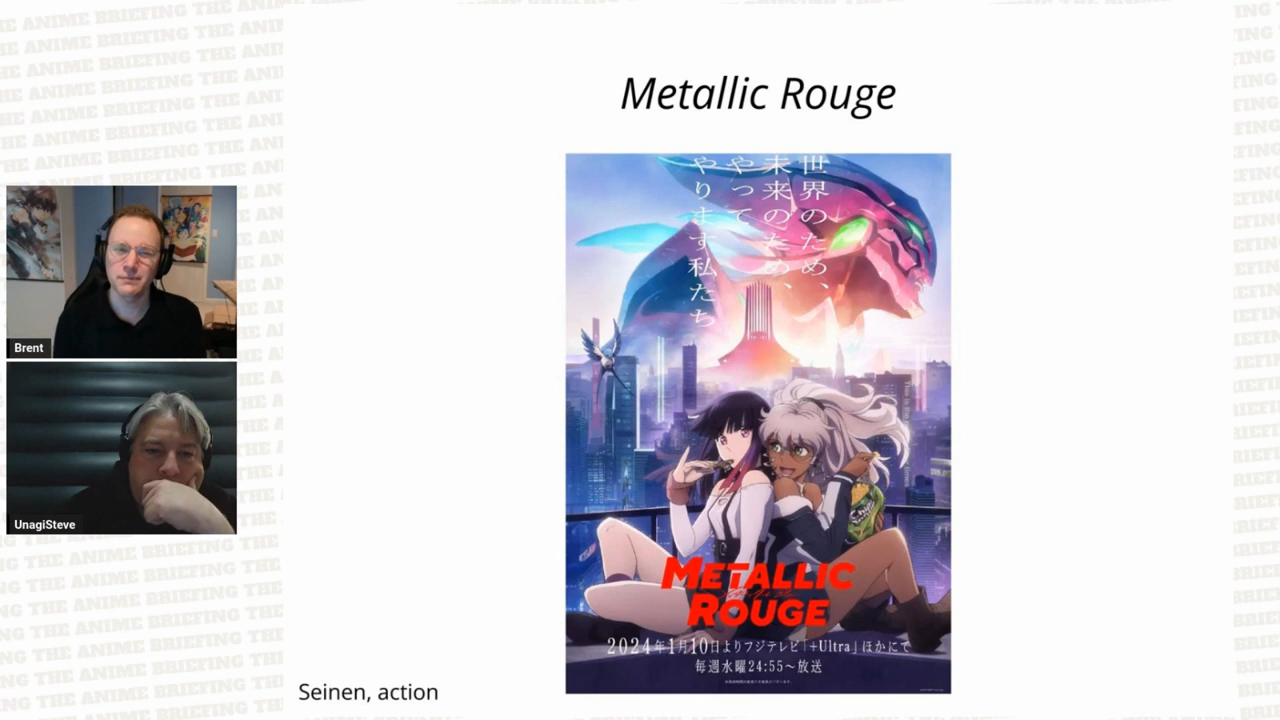 THE ANIME BRIEFING
Metallic Rouge
世界のため、
未来のため、
やって
やります私たち
Chili
METALLIC
ROUGE
2024年1月10日よりフジテレビ「+Ultra」ほかにて
毎週水曜24:55～放送
Brent
UnagiSteve
Seinen, action